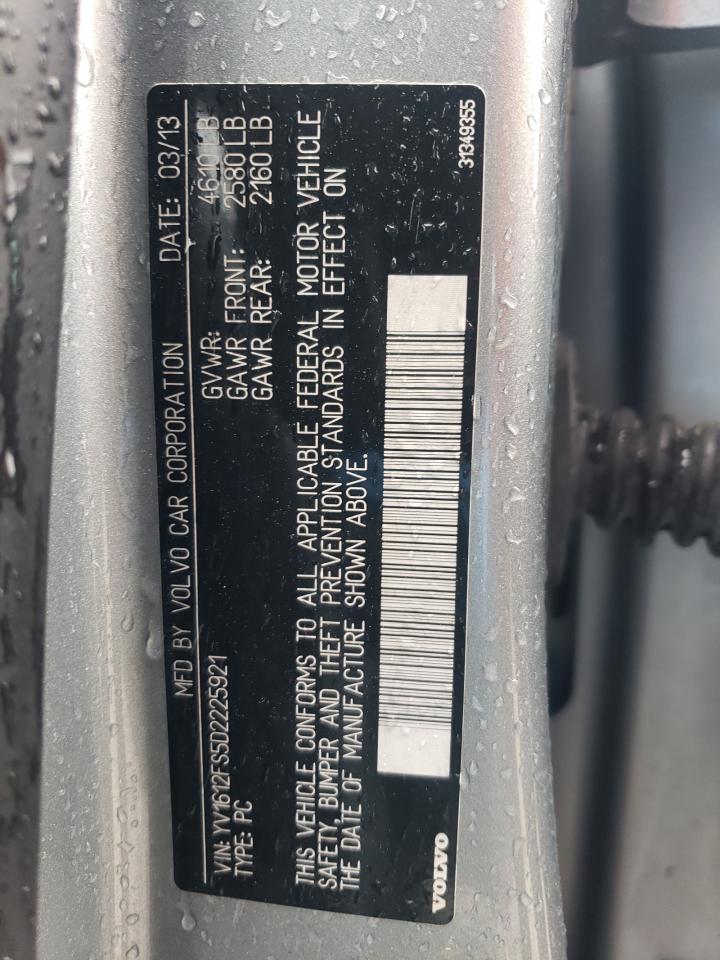 MFD BY VOLVO CAR CORPORATION DATE: 03/13
VIN: YV1612FS5D2225921 GVWR: 4610 LB
TYPE: PC GAWR FRONT: 2580 LB
GAWR REAR: 2160 LB
THIS VEHICLE CONFORMS TO ALL APPLICABLE FEDERAL MOTOR VEHICLE
SAFETY, BUMPER AND THEFT PREVENTION STANDARDS IN EFFECT ON
THE DATE OF MANUFACTURE SHOWN ABOVE.
VOLVO 31349355